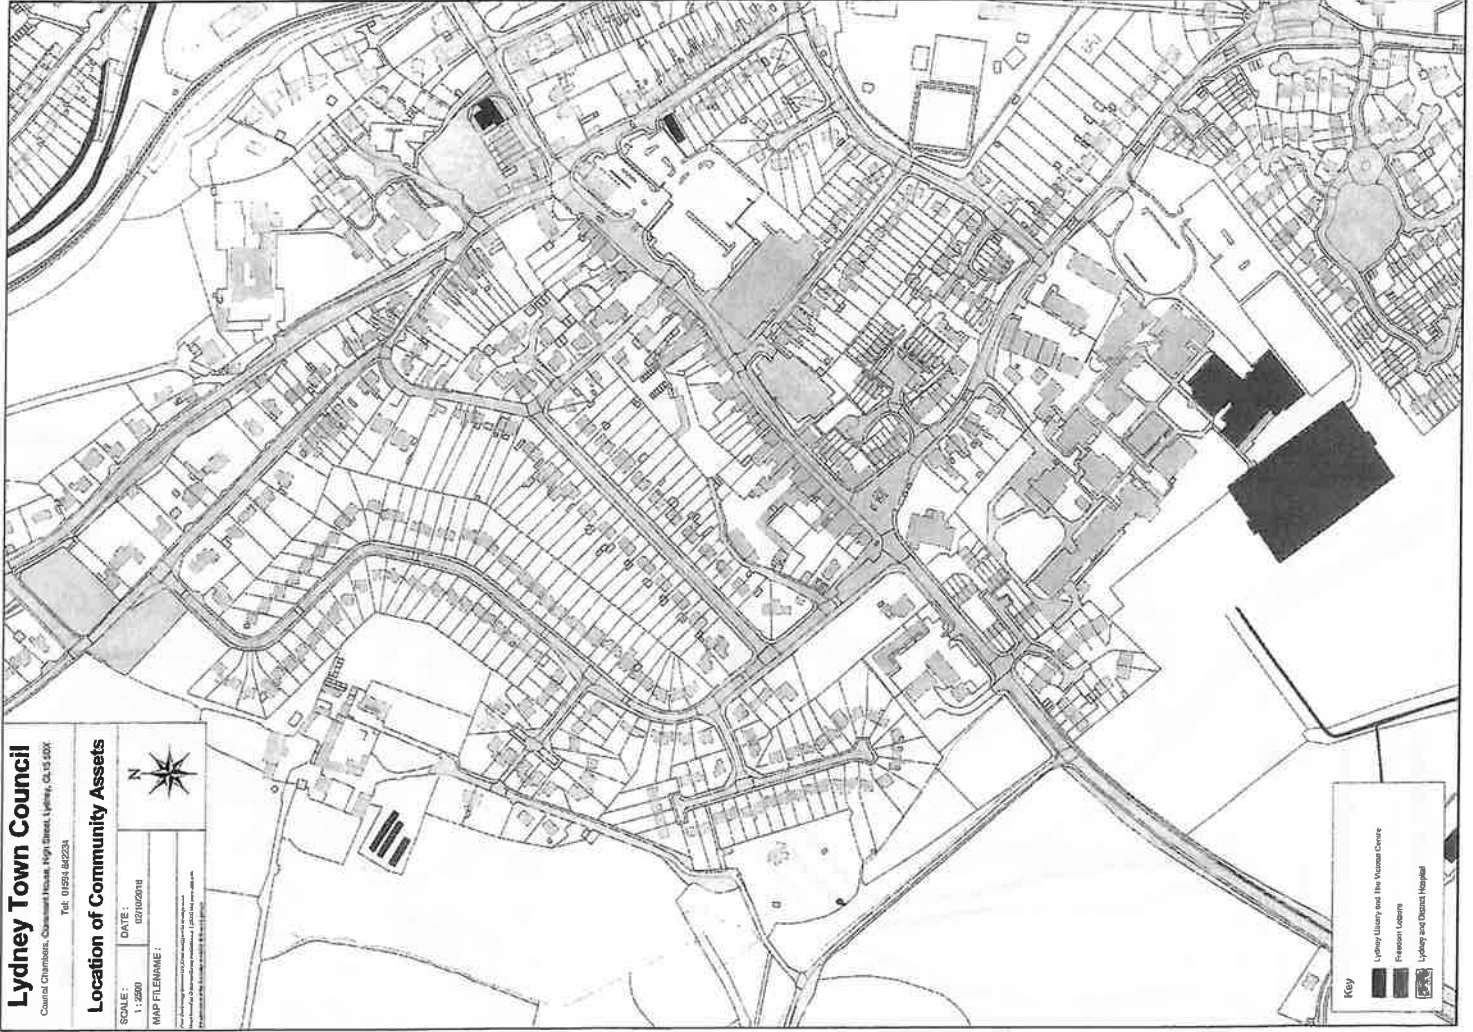 Lydney Town Council
Council Chambers, Claremont House, High Street, Lydney, GL15 5DX
Tel: 01594 842234
Location of Community Assets
SCALE :
1 : 2500
DATE :
02/10/2018
N
MAP FILENAME :
Key
Lydney Library and The Victoria Centre
Freedom Leisure
Lydney and District Hospital